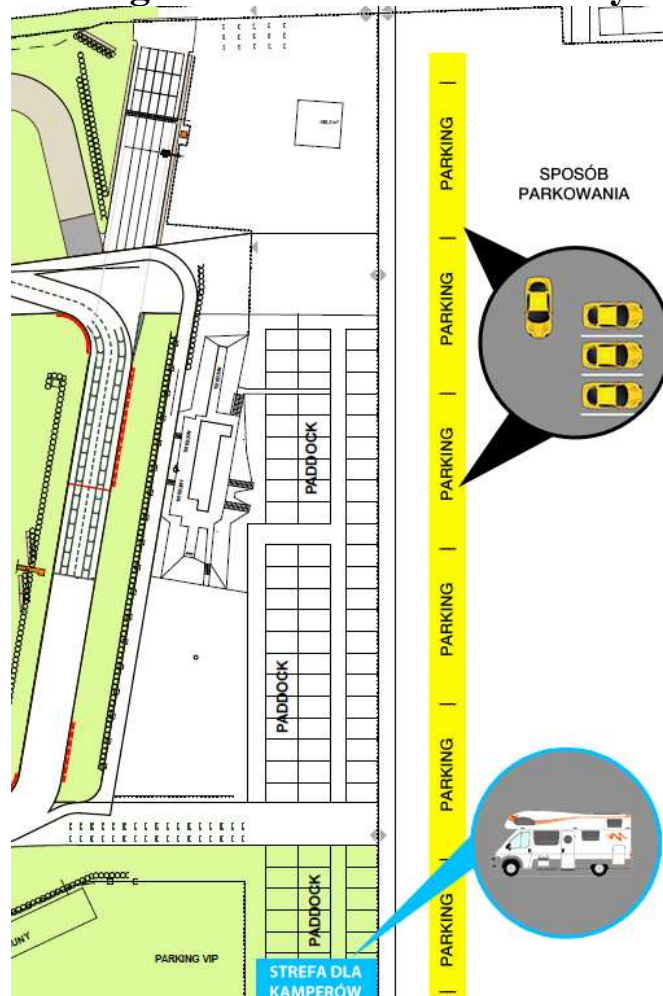 PARKING
SPOSÓB
PARKOWANIA
PARKING
PARKING
PADDOCK
PARKING
PADDOCK
PARKING
PARKING
PADDOCK
PARKING VIP
STREFA DLA
KAMPERÓW